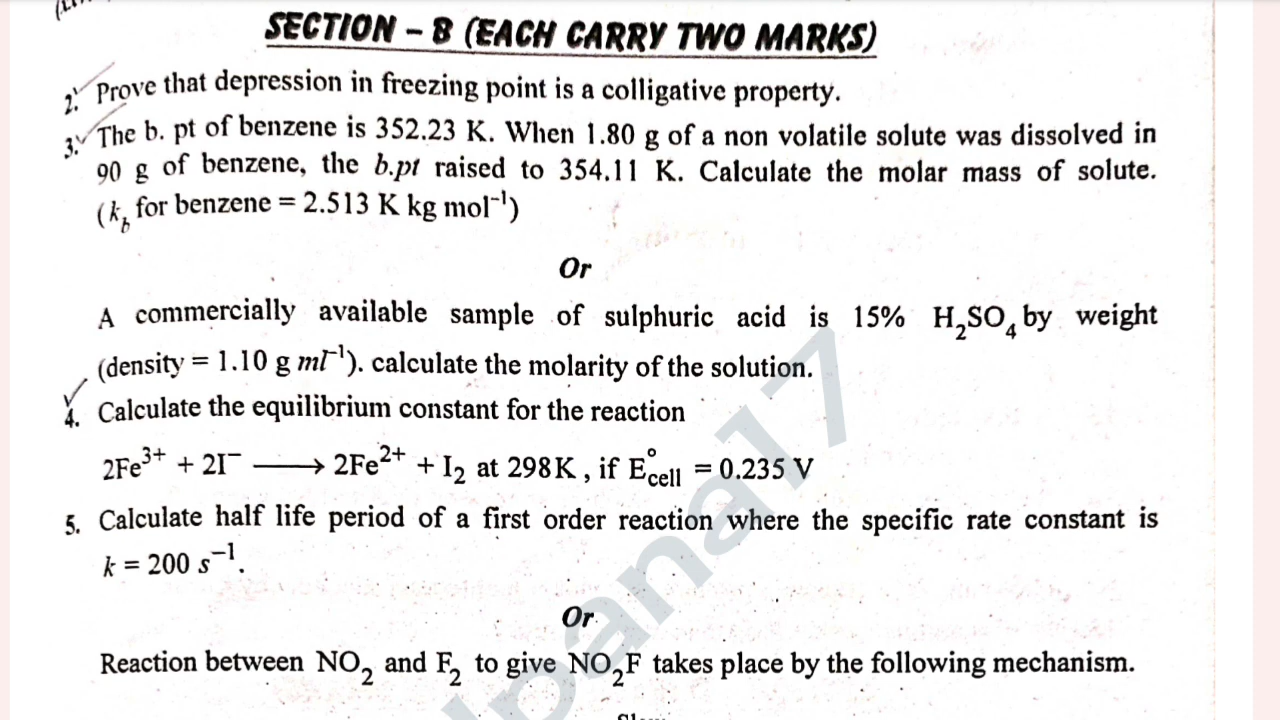 SECTION – B (EACH CARRY TWO MARKS)
2. Prove that depression in freezing point is a colligative property.
3. The b. pt of benzene is 352.23 K. When 1.80 g of a non volatile solute was dissolved in
90 g of benzene, the b.pt raised to 354.11 K. Calculate the molar mass of solute.
(k_b for benzene = 2.513 K kg mol⁻¹)
Or
A commercially available sample of sulphuric acid is 15% H₂SO₄ by weight
(density = 1.10 g ml⁻¹). calculate the molarity of the solution.
4. Calculate the equilibrium constant for the reaction
2Fe³⁺ + 2I⁻ ⟶ 2Fe²⁺ + I₂ at 298K , if E°cell = 0.235 V
5. Calculate half life period of a first order reaction where the specific rate constant is
k = 200 s⁻¹.
Or
Reaction between NO₂ and F₂ to give NO₂F takes place by the following mechanism.